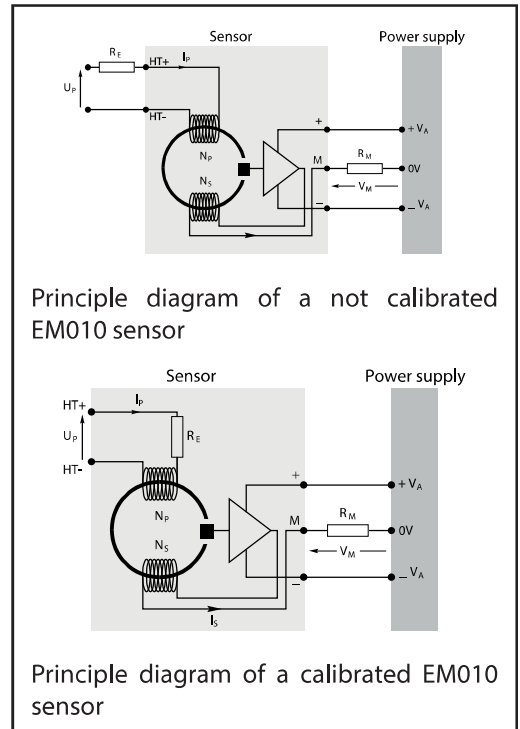 Sensor Power supply
R_E HT+ I_P
U_P
HT-
N_P
N_S
+ + V_A
M R_M 0V
V_M
– – V_A
Principle diagram of a not calibrated
EM010 sensor
Sensor Power supply
HT+ I_P
U_P R_E
HT-
N_P
N_S
+ + V_A
M R_M 0V
V_M
– – V_A
I_S
Principle diagram of a calibrated EM010
sensor